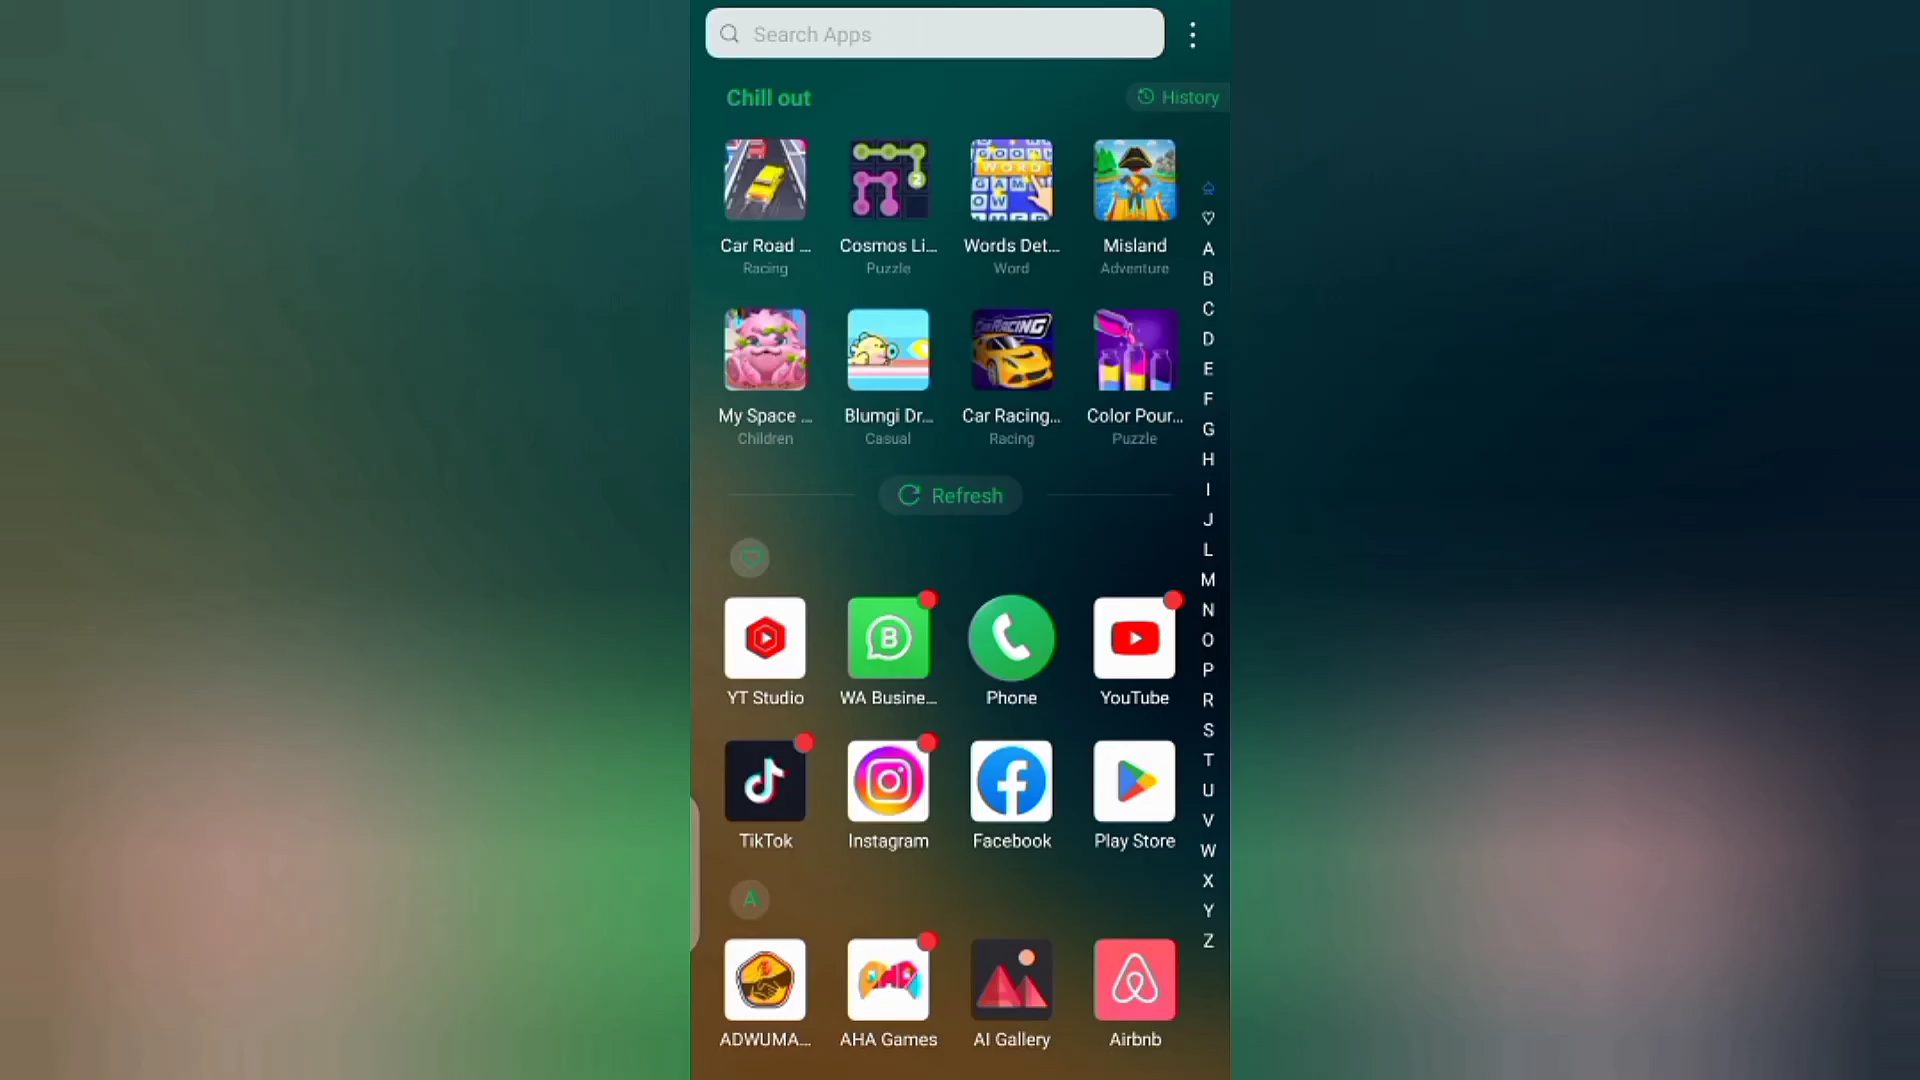 Search Apps
Chill out
History
Car Road ...
Cosmos Li...
Words Det...
Misland
Racing
Puzzle
Word
Adventure
My Space ...
Blumgi Dr...
Car Racing...
Color Pour...
Children
Casual
Racing
Puzzle
Refresh
YT Studio
WA Busine...
Phone
YouTube
TikTok
Instagram
Facebook
Play Store
A
ADWUMA...
AHA Games
AI Gallery
Airbnb
A
B
C
D
E
F
G
H
I
J
L
M
N
O
P
R
S
T
U
V
W
X
Y
Z